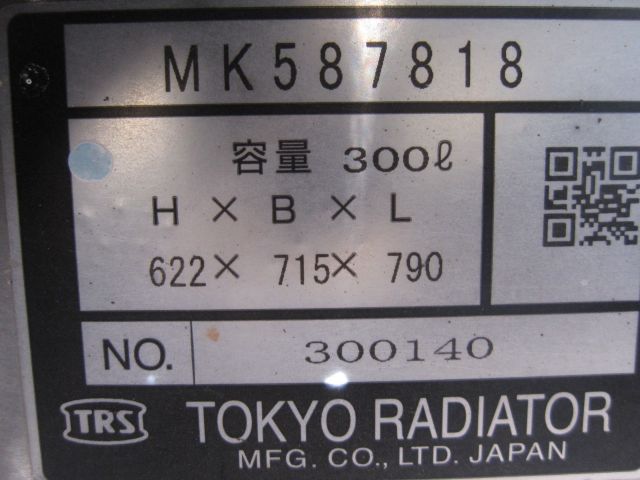 MK587818
容量 300ℓ
H × B × L
622× 715× 790
NO. 300140
TRS TOKYO RADIATOR
MFG. CO., LTD. JAPAN